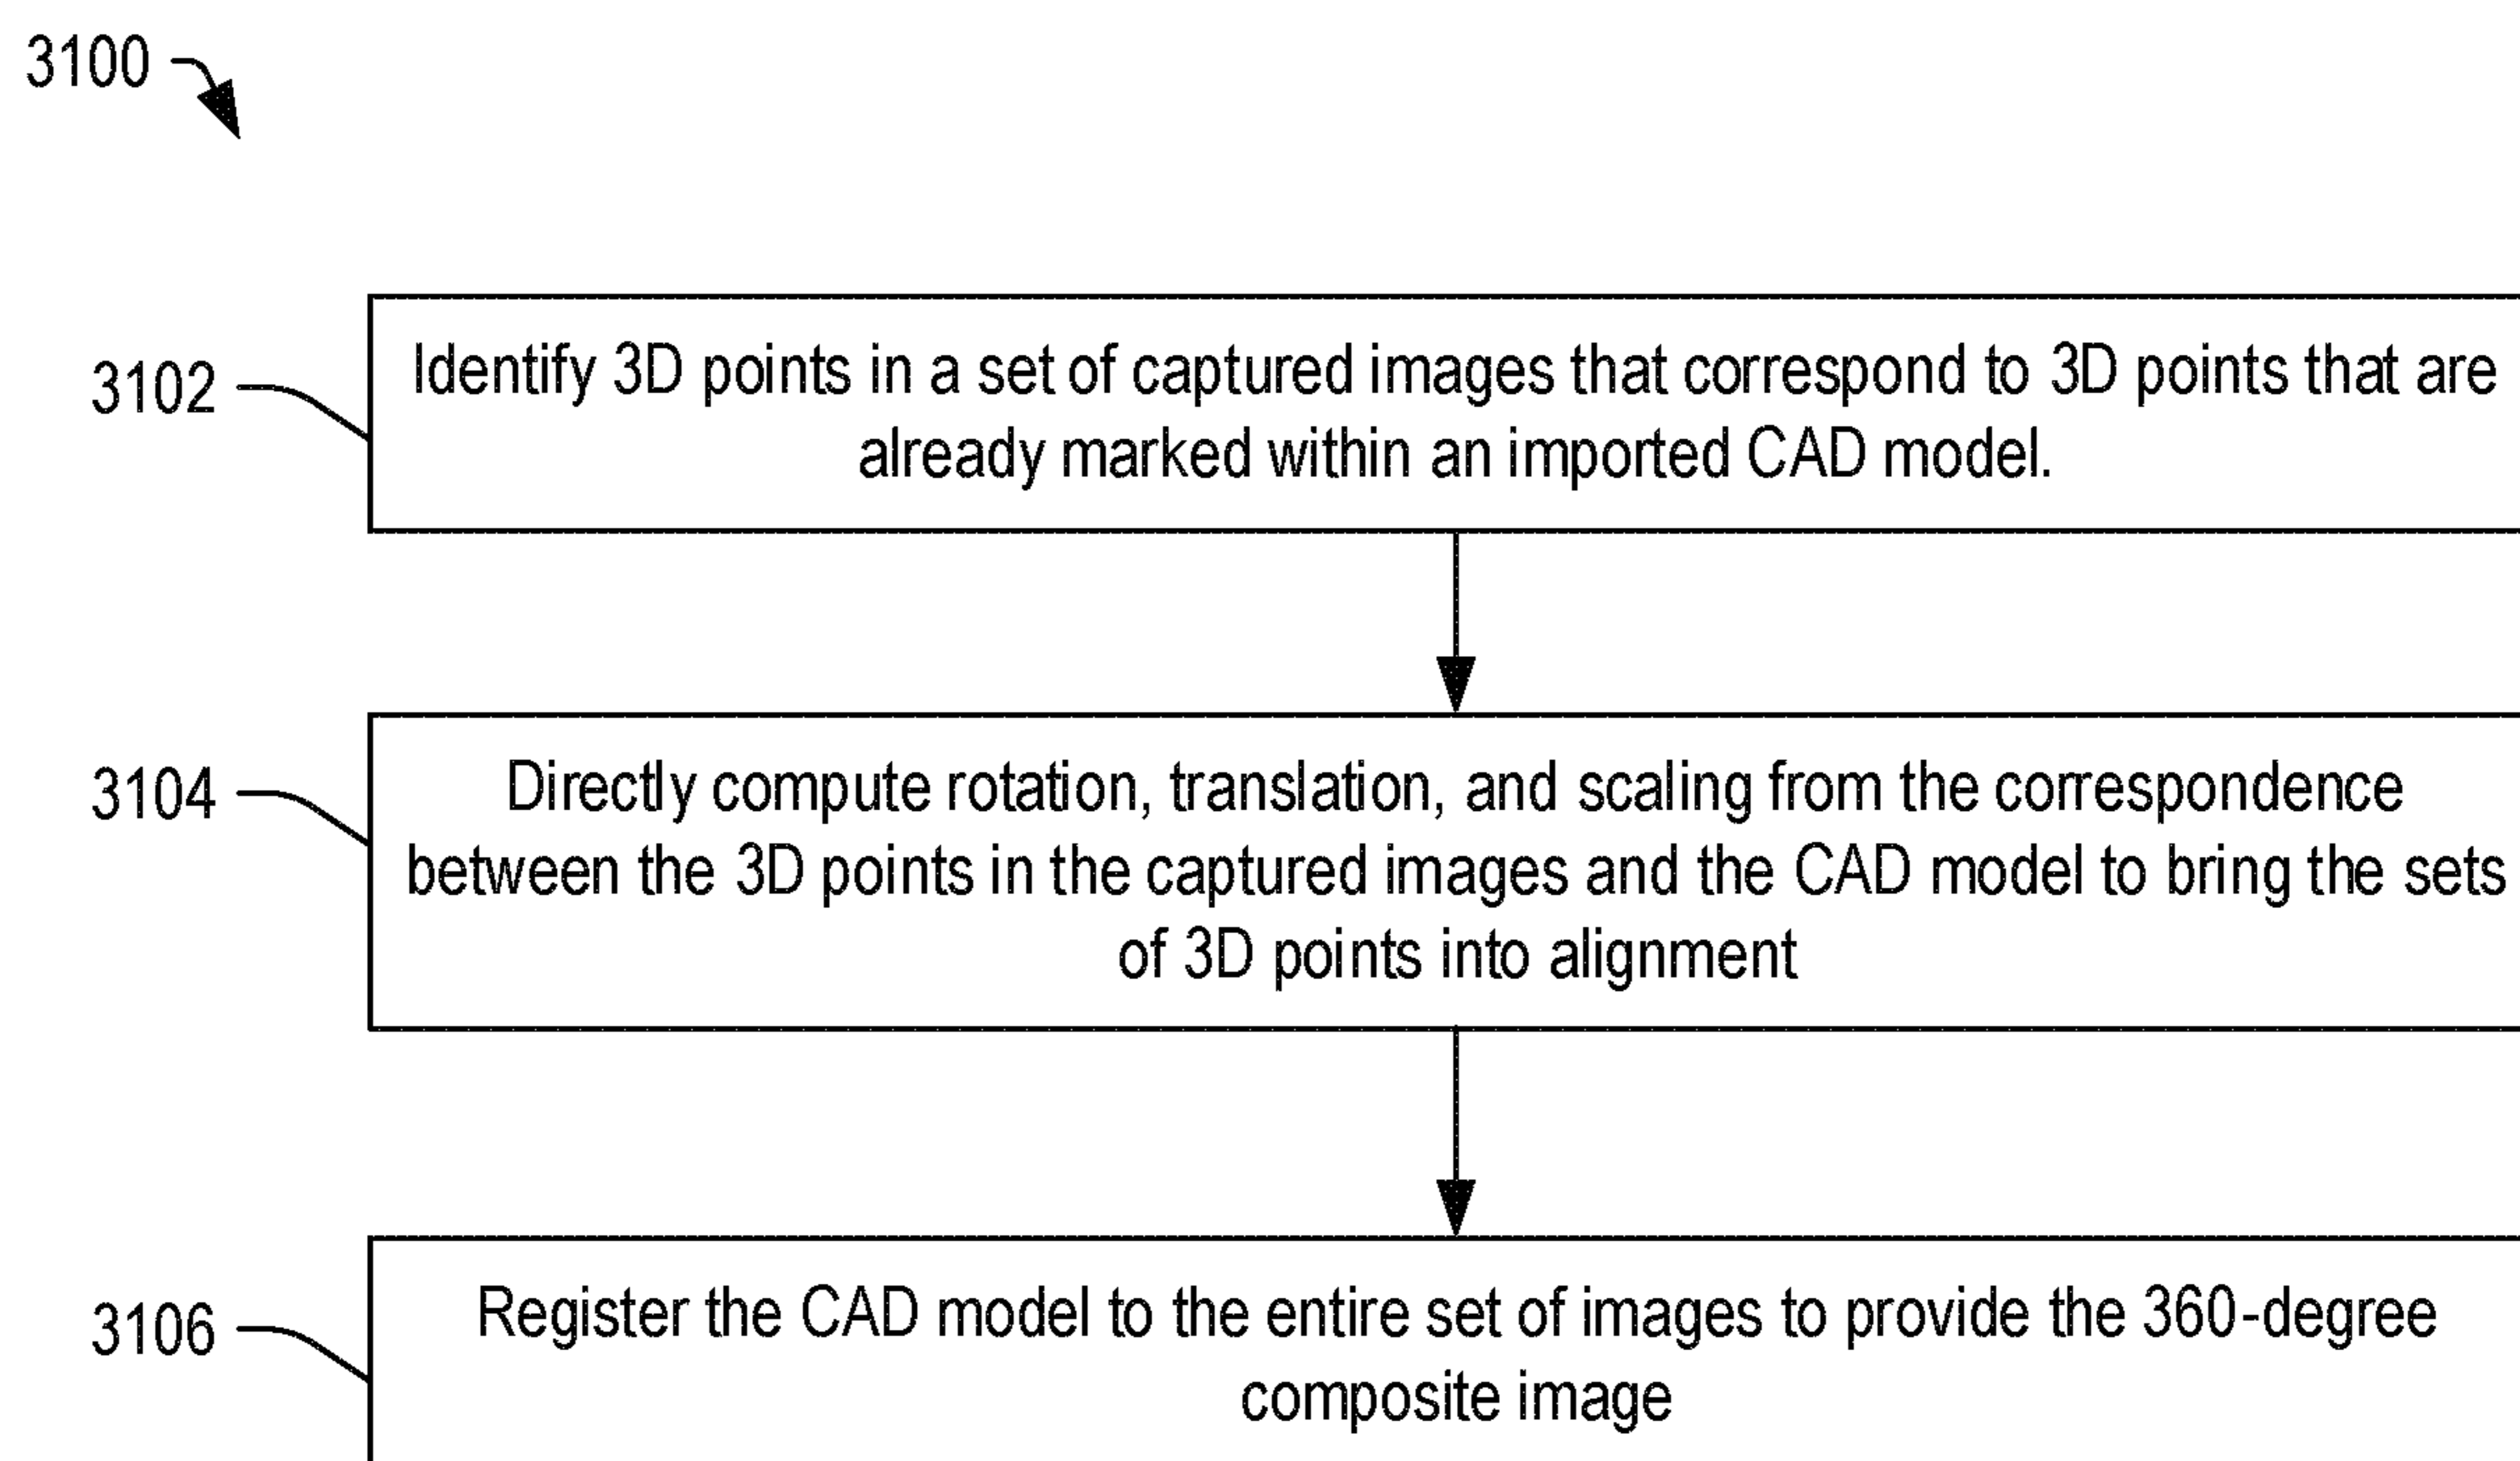 3100
3102
Identify 3D points in a set of captured images that correspond to 3D points that are
already marked within an imported CAD model.
3104
Directly compute rotation, translation, and scaling from the correspondence
between the 3D points in the captured images and the CAD model to bring the sets
of 3D points into alignment
3106
Register the CAD model to the entire set of images to provide the 360-degree
composite image